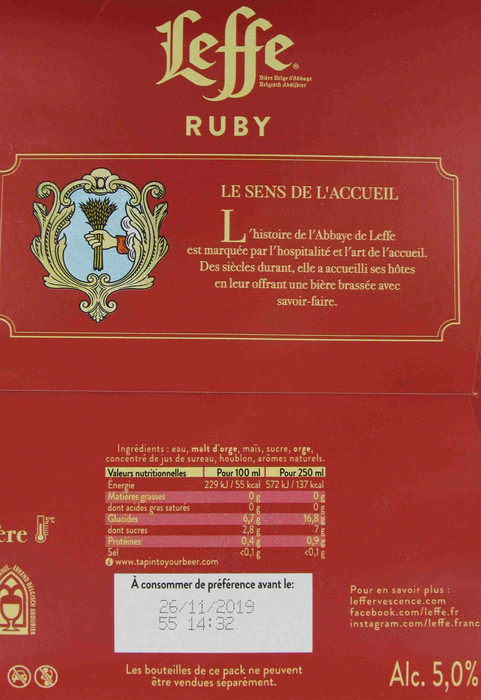 Leffe®
Bière Belge d'Abbaye
Belgisch Abdijbier
RUBY
LE SENS DE L'ACCUEIL
L'histoire de l'Abbaye de Leffe
est marquée par l'hospitalité et l'art de l'accueil.
Des siècles durant, elle a accueilli ses hôtes
en leur offrant une bière brassée avec
savoir-faire.
Ingrédients : eau, malt d'orge, maïs, sucre, orge,
concentré de jus de sureau, houblon, arômes naturels.
Valeurs nutritionnelles Pour 100 ml Pour 250 ml
Énergie 229 kJ / 55 kcal 572 kJ / 137 kcal
Matières grasses 0 g 0 g
dont acides gras saturés 0 g 0 g
Glucides 6,7 g 16,8 g
dont sucres 2,8 g 7 g
Protéines 0,4 g 0,9 g
Sel <0,1 g <0,1 g
www.tapintoyourbeer.com
ère
°C
BELGISCH ABDIJBIER
À consommer de préférence avant le:
26/11/2019
55 14:32
Pour en savoir plus :
leffervescence.com
facebook.com/leffe.fr
instagram.com/leffe.franc
Les bouteilles de ce pack ne peuvent
être vendues séparément.
Alc. 5,0%